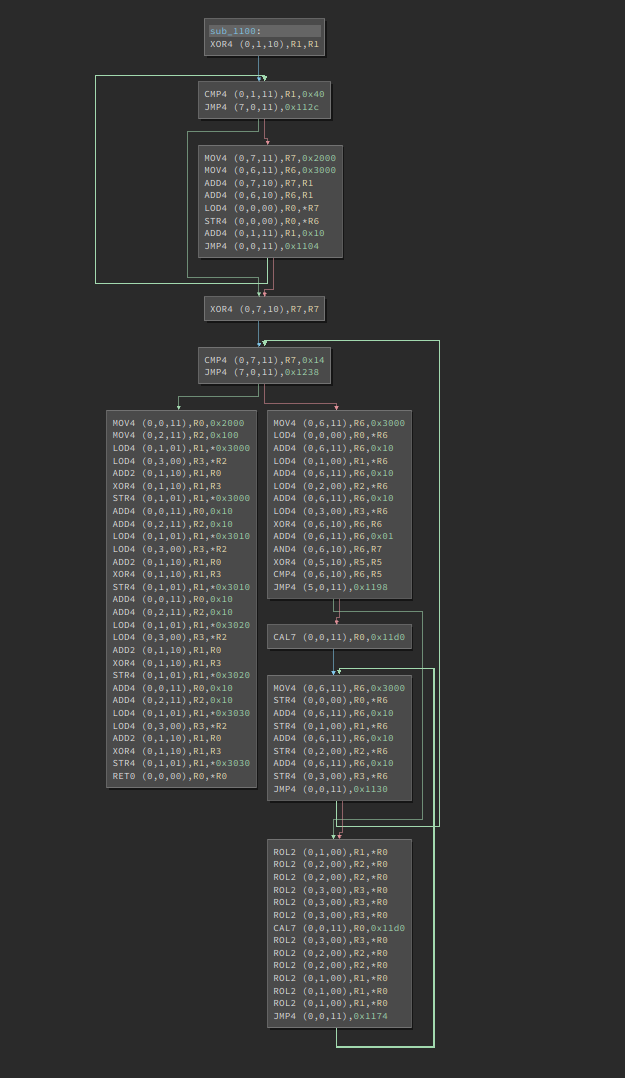 sub_1100:
XOR4 (0,1,10),R1,R1
CMP4 (0,1,11),R1,0x40
JMP4 (7,0,11),0x112c
MOV4 (0,7,11),R7,0x2000
MOV4 (0,6,11),R6,0x3000
ADD4 (0,7,10),R7,R1
ADD4 (0,6,10),R6,R1
LOD4 (0,0,00),R0,*R7
STR4 (0,0,00),R0,*R6
ADD4 (0,1,11),R1,0x10
JMP4 (0,0,11),0x1104
XOR4 (0,7,10),R7,R7
CMP4 (0,7,11),R7,0x14
JMP4 (7,0,11),0x1238
MOV4 (0,0,11),R0,0x2000
MOV4 (0,2,11),R2,0x100
LOD4 (0,1,01),R1,*0x3000
LOD4 (0,3,00),R3,*R2
ADD2 (0,1,10),R1,R0
XOR4 (0,1,10),R1,R3
STR4 (0,1,01),R1,*0x3000
ADD4 (0,0,11),R0,0x10
ADD4 (0,2,11),R2,0x10
LOD4 (0,1,01),R1,*0x3010
LOD4 (0,3,00),R3,*R2
ADD2 (0,1,10),R1,R0
XOR4 (0,1,10),R1,R3
STR4 (0,1,01),R1,*0x3010
ADD4 (0,0,11),R0,0x10
ADD4 (0,2,11),R2,0x10
LOD4 (0,1,01),R1,*0x3020
LOD4 (0,3,00),R3,*R2
ADD2 (0,1,10),R1,R0
XOR4 (0,1,10),R1,R3
STR4 (0,1,01),R1,*0x3020
ADD4 (0,0,11),R0,0x10
ADD4 (0,2,11),R2,0x10
LOD4 (0,1,01),R1,*0x3030
LOD4 (0,3,00),R3,*R2
ADD2 (0,1,10),R1,R0
XOR4 (0,1,10),R1,R3
STR4 (0,1,01),R1,*0x3030
RET0 (0,0,00),R0,*R0
MOV4 (0,6,11),R6,0x3000
LOD4 (0,0,00),R0,*R6
ADD4 (0,6,11),R6,0x10
LOD4 (0,1,00),R1,*R6
ADD4 (0,6,11),R6,0x10
LOD4 (0,2,00),R2,*R6
ADD4 (0,6,11),R6,0x10
LOD4 (0,3,00),R3,*R6
XOR4 (0,6,10),R6,R6
ADD4 (0,6,11),R6,0x01
AND4 (0,6,10),R6,R7
XOR4 (0,5,10),R5,R5
CMP4 (0,6,10),R6,R5
JMP4 (5,0,11),0x1198
CAL7 (0,0,11),R0,0x11d0
MOV4 (0,6,11),R6,0x3000
STR4 (0,0,00),R0,*R6
ADD4 (0,6,11),R6,0x10
STR4 (0,1,00),R1,*R6
ADD4 (0,6,11),R6,0x10
STR4 (0,2,00),R2,*R6
ADD4 (0,6,11),R6,0x10
STR4 (0,3,00),R3,*R6
JMP4 (0,0,11),0x1130
ROL2 (0,1,00),R1,*R0
ROL2 (0,2,00),R2,*R0
ROL2 (0,2,00),R2,*R0
ROL2 (0,3,00),R3,*R0
ROL2 (0,3,00),R3,*R0
ROL2 (0,3,00),R3,*R0
CAL7 (0,0,11),R0,0x11d0
ROL2 (0,3,00),R3,*R0
ROL2 (0,2,00),R2,*R0
ROL2 (0,2,00),R2,*R0
ROL2 (0,1,00),R1,*R0
ROL2 (0,1,00),R1,*R0
ROL2 (0,1,00),R1,*R0
JMP4 (0,0,11),0x1174